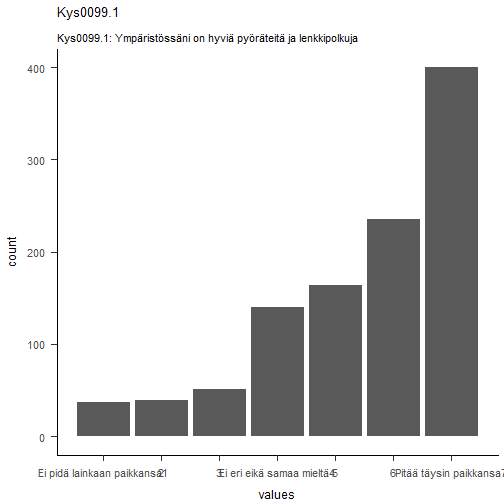 Kys0099.1
Kys0099.1: Ympäristössäni on hyviä pyöräteitä ja lenkkipolkuja
400
300
200
100
0
count
Ei pidä lainkaan paikkansa1 2 3 Ei eri eikä samaa mieltä4 5 6 Pitää täysin paikkansa7
values